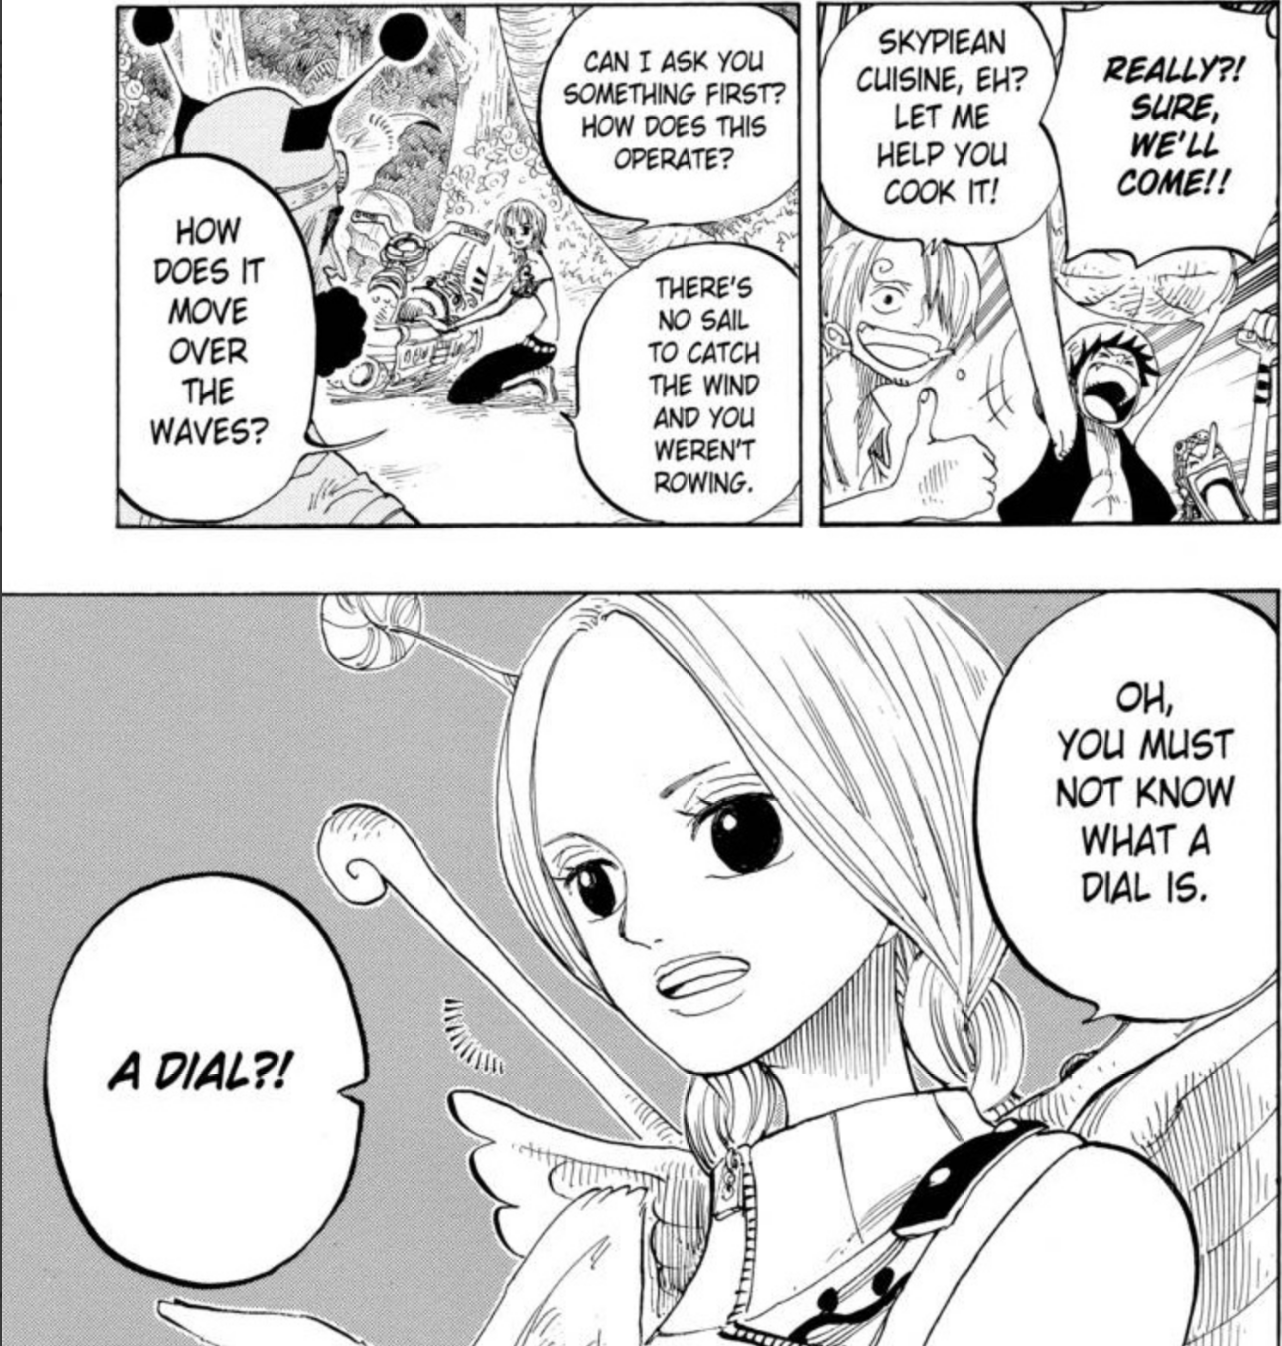 REALLY?!
SURE,
WE'LL
COME!!
SKYPIEAN
CUISINE, EH?
LET ME
HELP YOU
COOK IT!
CAN I ASK YOU
SOMETHING FIRST?
HOW DOES THIS
OPERATE?
THERE'S
NO SAIL
TO CATCH
THE WIND
AND YOU
WEREN'T
ROWING.
HOW
DOES IT
MOVE
OVER
THE
WAVES?
OH,
YOU MUST
NOT KNOW
WHAT A
DIAL IS.
A DIAL?!